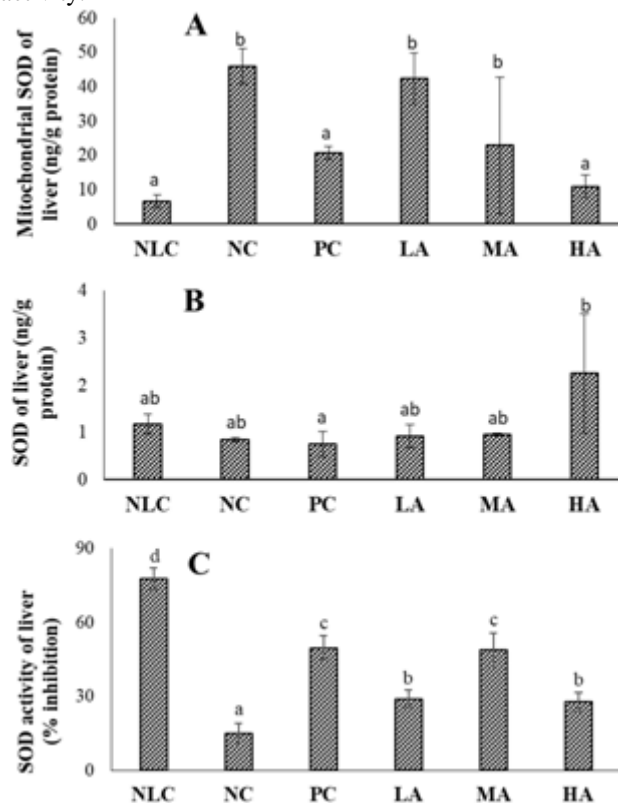 A
Mitochondrial SOD of
liver (ng/g protein)
60
50
40
30
20
10
0
a
b
a
b
b
a
NLC NC PC LA MA HA
B
SOD of liver (ng/g
protein)
4
3
2
1
0
ab
ab
a
ab
ab
b
NLC NC PC LA MA HA
C
SOD activity of liver
(% inhibition)
90
60
30
0
d
a
c
b
c
b
NLC NC PC LA MA HA